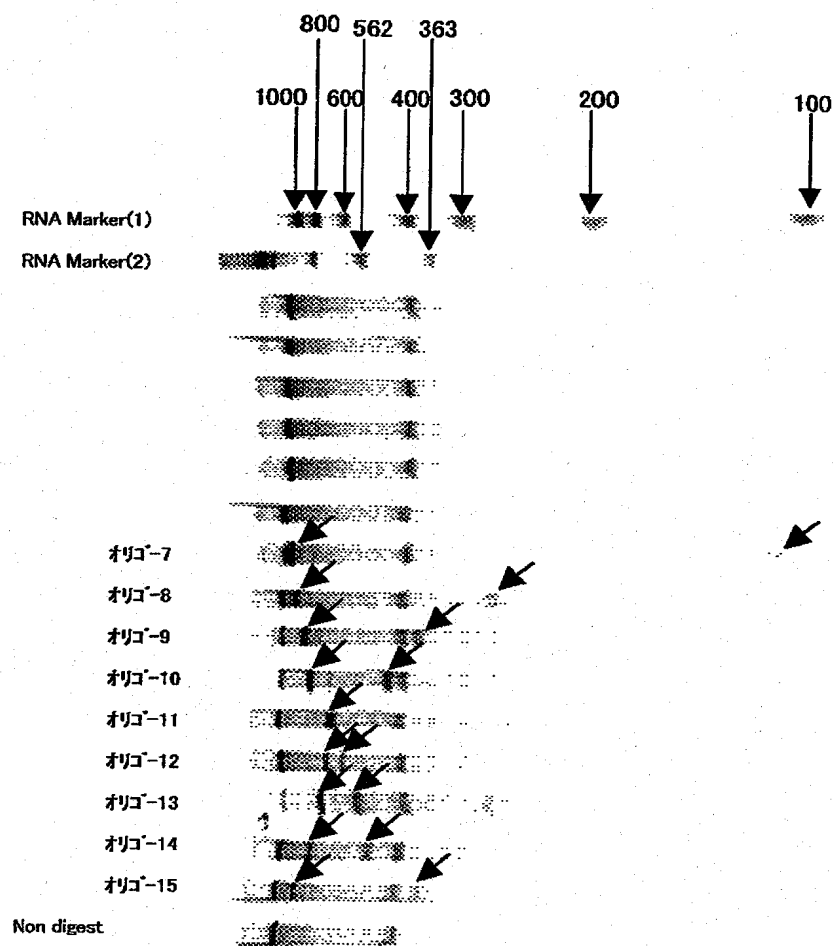 800 562 363
1000 600 400 300 200 100
RNA Marker(1)
RNA Marker(2)
オリゴ-7
オリゴ-8
オリゴ-9
オリゴ-10
オリゴ-11
オリゴ-12
オリゴ-13
オリゴ-14
オリゴ-15
Non digest